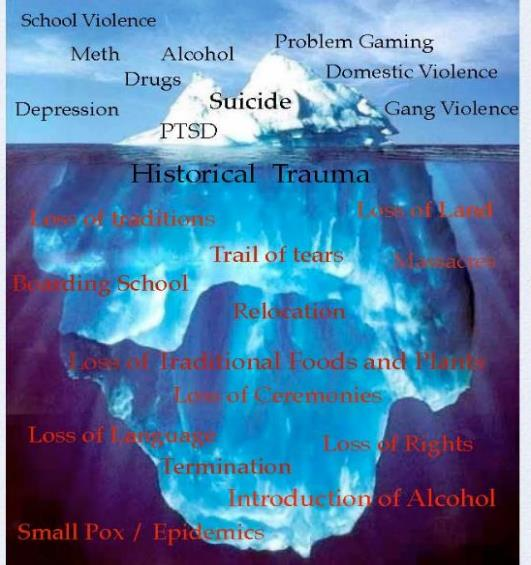 School Violence
Problem Gaming
Meth Alcohol
Domestic Violence
Drugs
Suicide
Depression
Gang Violence
PTSD
Historical Trauma
Loss of traditions
Loss of Land
Trail of tears
Massacres
Boarding School
Relocation
Loss of Traditional Foods and Plants
Loss of Ceremonies
Loss of Language
Loss of Rights
Termination
Introduction of Alcohol
Small Pox / Epidemics